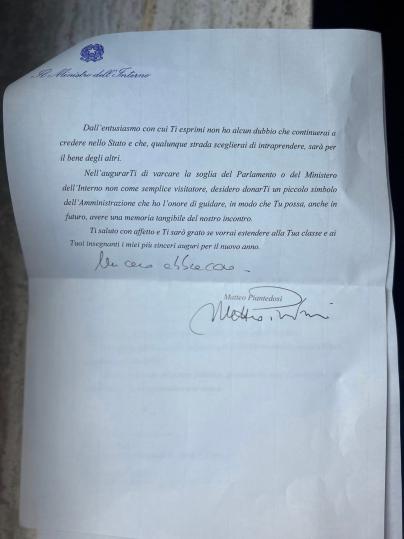 Il Ministro dell'Interno
Dall'entusiasmo con cui Ti esprimi non ho alcun dubbio che continuerai a
credere nello Stato e che, qualunque strada sceglierai di intraprendere, sarà per
il bene degli altri.
Nell'augurarTi di varcare la soglia del Parlamento o del Ministero
dell'Interno non come semplice visitatore, desidero donarTi un piccolo simbolo
dell'Amministrazione che ho l'onore di guidare, in modo che Tu possa, anche in
futuro, avere una memoria tangibile del nostro incontro.
Ti saluto con affetto e Ti sarò grato se vorrai estendere alla Tua classe e ai
Tuoi insegnanti i miei più sinceri auguri per il nuovo anno.
Un caro abbraccio.
Matteo Piantedosi